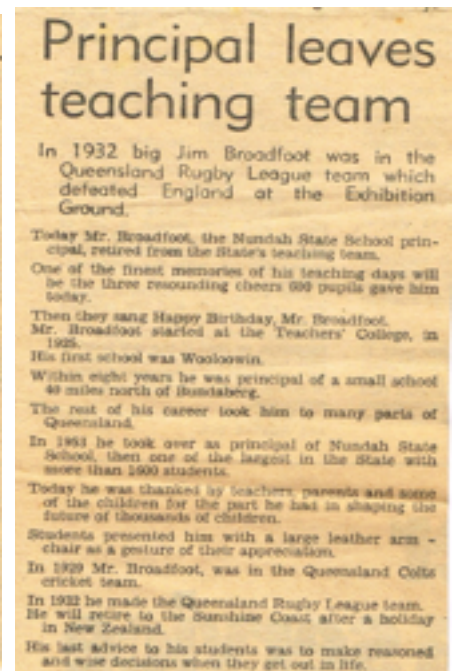 Principal leaves
teaching team
In 1932 big Jim Broadfoot was in the
Queensland Rugby League team which
defeated England at the Exhibition
Ground.
Today Mr. Broadfoot, the Nundah State School prin-
cipal, retired from the State's teaching team.
One of the finest memories of his teaching days will
be the three resounding cheers 600 pupils gave him
today.
Then they sang Happy Birthday, Mr. Broadfoot.
Mr. Broadfoot started at the Teachers' College, in
His first school was Wooloowin.
Within eight years he was principal of a small school
40 miles north of Bundaberg.
The rest of his career took him to many parts of
Queensland.
In he took over as principal of Nundah State
School, then one of the largest in the State with
more than students.
Today he was thanked by teachers, parents and some
of the children for the part he had in shaping the
future of thousands of children.
Students presented him with a large leather arm -
chair as a gesture of their appreciation.
In 1929 Mr. Broadfoot, was in the Queensland Colts
cricket team.
In 1932 he made the Queensland Rugby League team.
He will retire to the Sunshine Coast after a holiday
in New Zealand.
His last advice to his students was to make reasoned
and wise decisions when they get out in life.